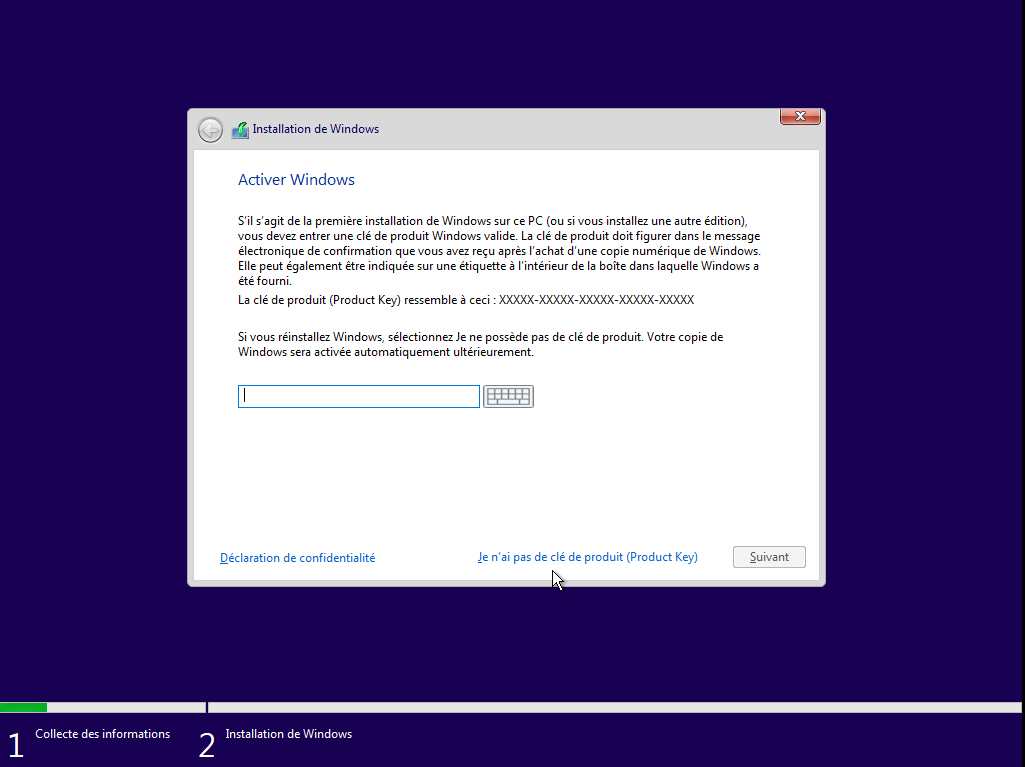 Installation de Windows
Activer Windows
S’il s’agit de la première installation de Windows sur ce PC (ou si vous installez une autre édition),
vous devez entrer une clé de produit Windows valide. La clé de produit doit figurer dans le message
électronique de confirmation que vous avez reçu après l’achat d’une copie numérique de Windows.
Elle peut également être indiquée sur une étiquette à l’intérieur de la boîte dans laquelle Windows a
été fourni.
La clé de produit (Product Key) ressemble à ceci : XXXXX-XXXXX-XXXXX-XXXXX-XXXXX
Si vous réinstallez Windows, sélectionnez Je ne possède pas de clé de produit. Votre copie de
Windows sera activée automatiquement ultérieurement.
Déclaration de confidentialité
Je n’ai pas de clé de produit (Product Key)
Suivant
1 Collecte des informations
2 Installation de Windows